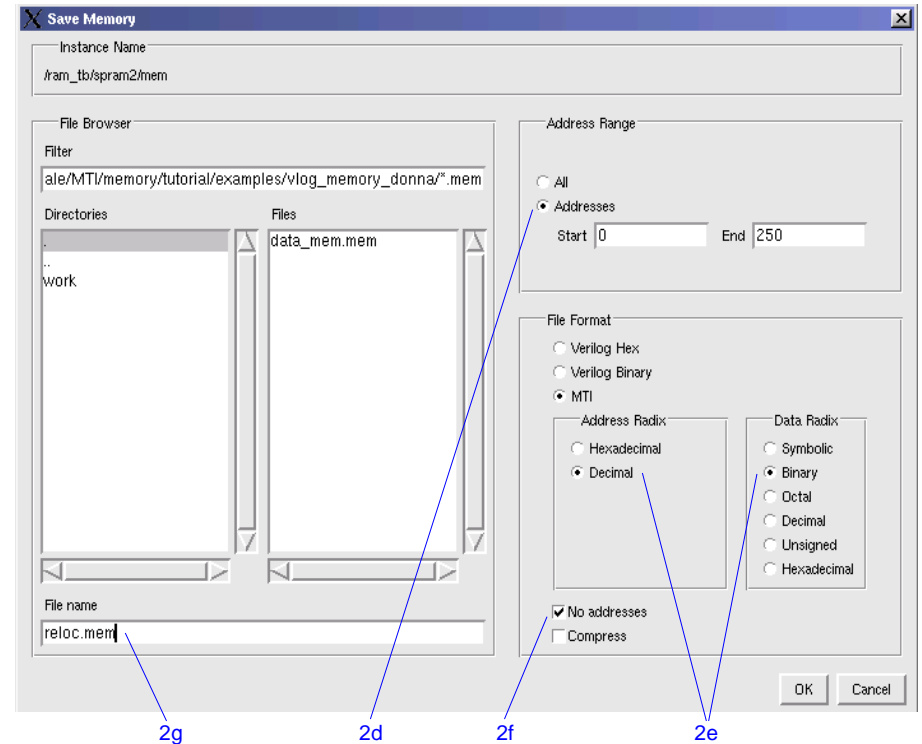 Save Memory
Instance Name
/ram_tb/spram2/mem
File Browser
Filter
ale/MTI/memory/tutorial/examples/vlog_memory_donna/*.mem
Directories
.
..
work
Files
data_mem.mem
File name
reloc.mem
Address Range
All
Addresses
Start 0 End 250
File Format
Verilog Hex
Verilog Binary
MTI
Address Radix
Hexadecimal
Decimal
Data Radix
Symbolic
Binary
Octal
Decimal
Unsigned
Hexadecimal
No addresses
Compress
OK Cancel
2g 2d 2f 2e